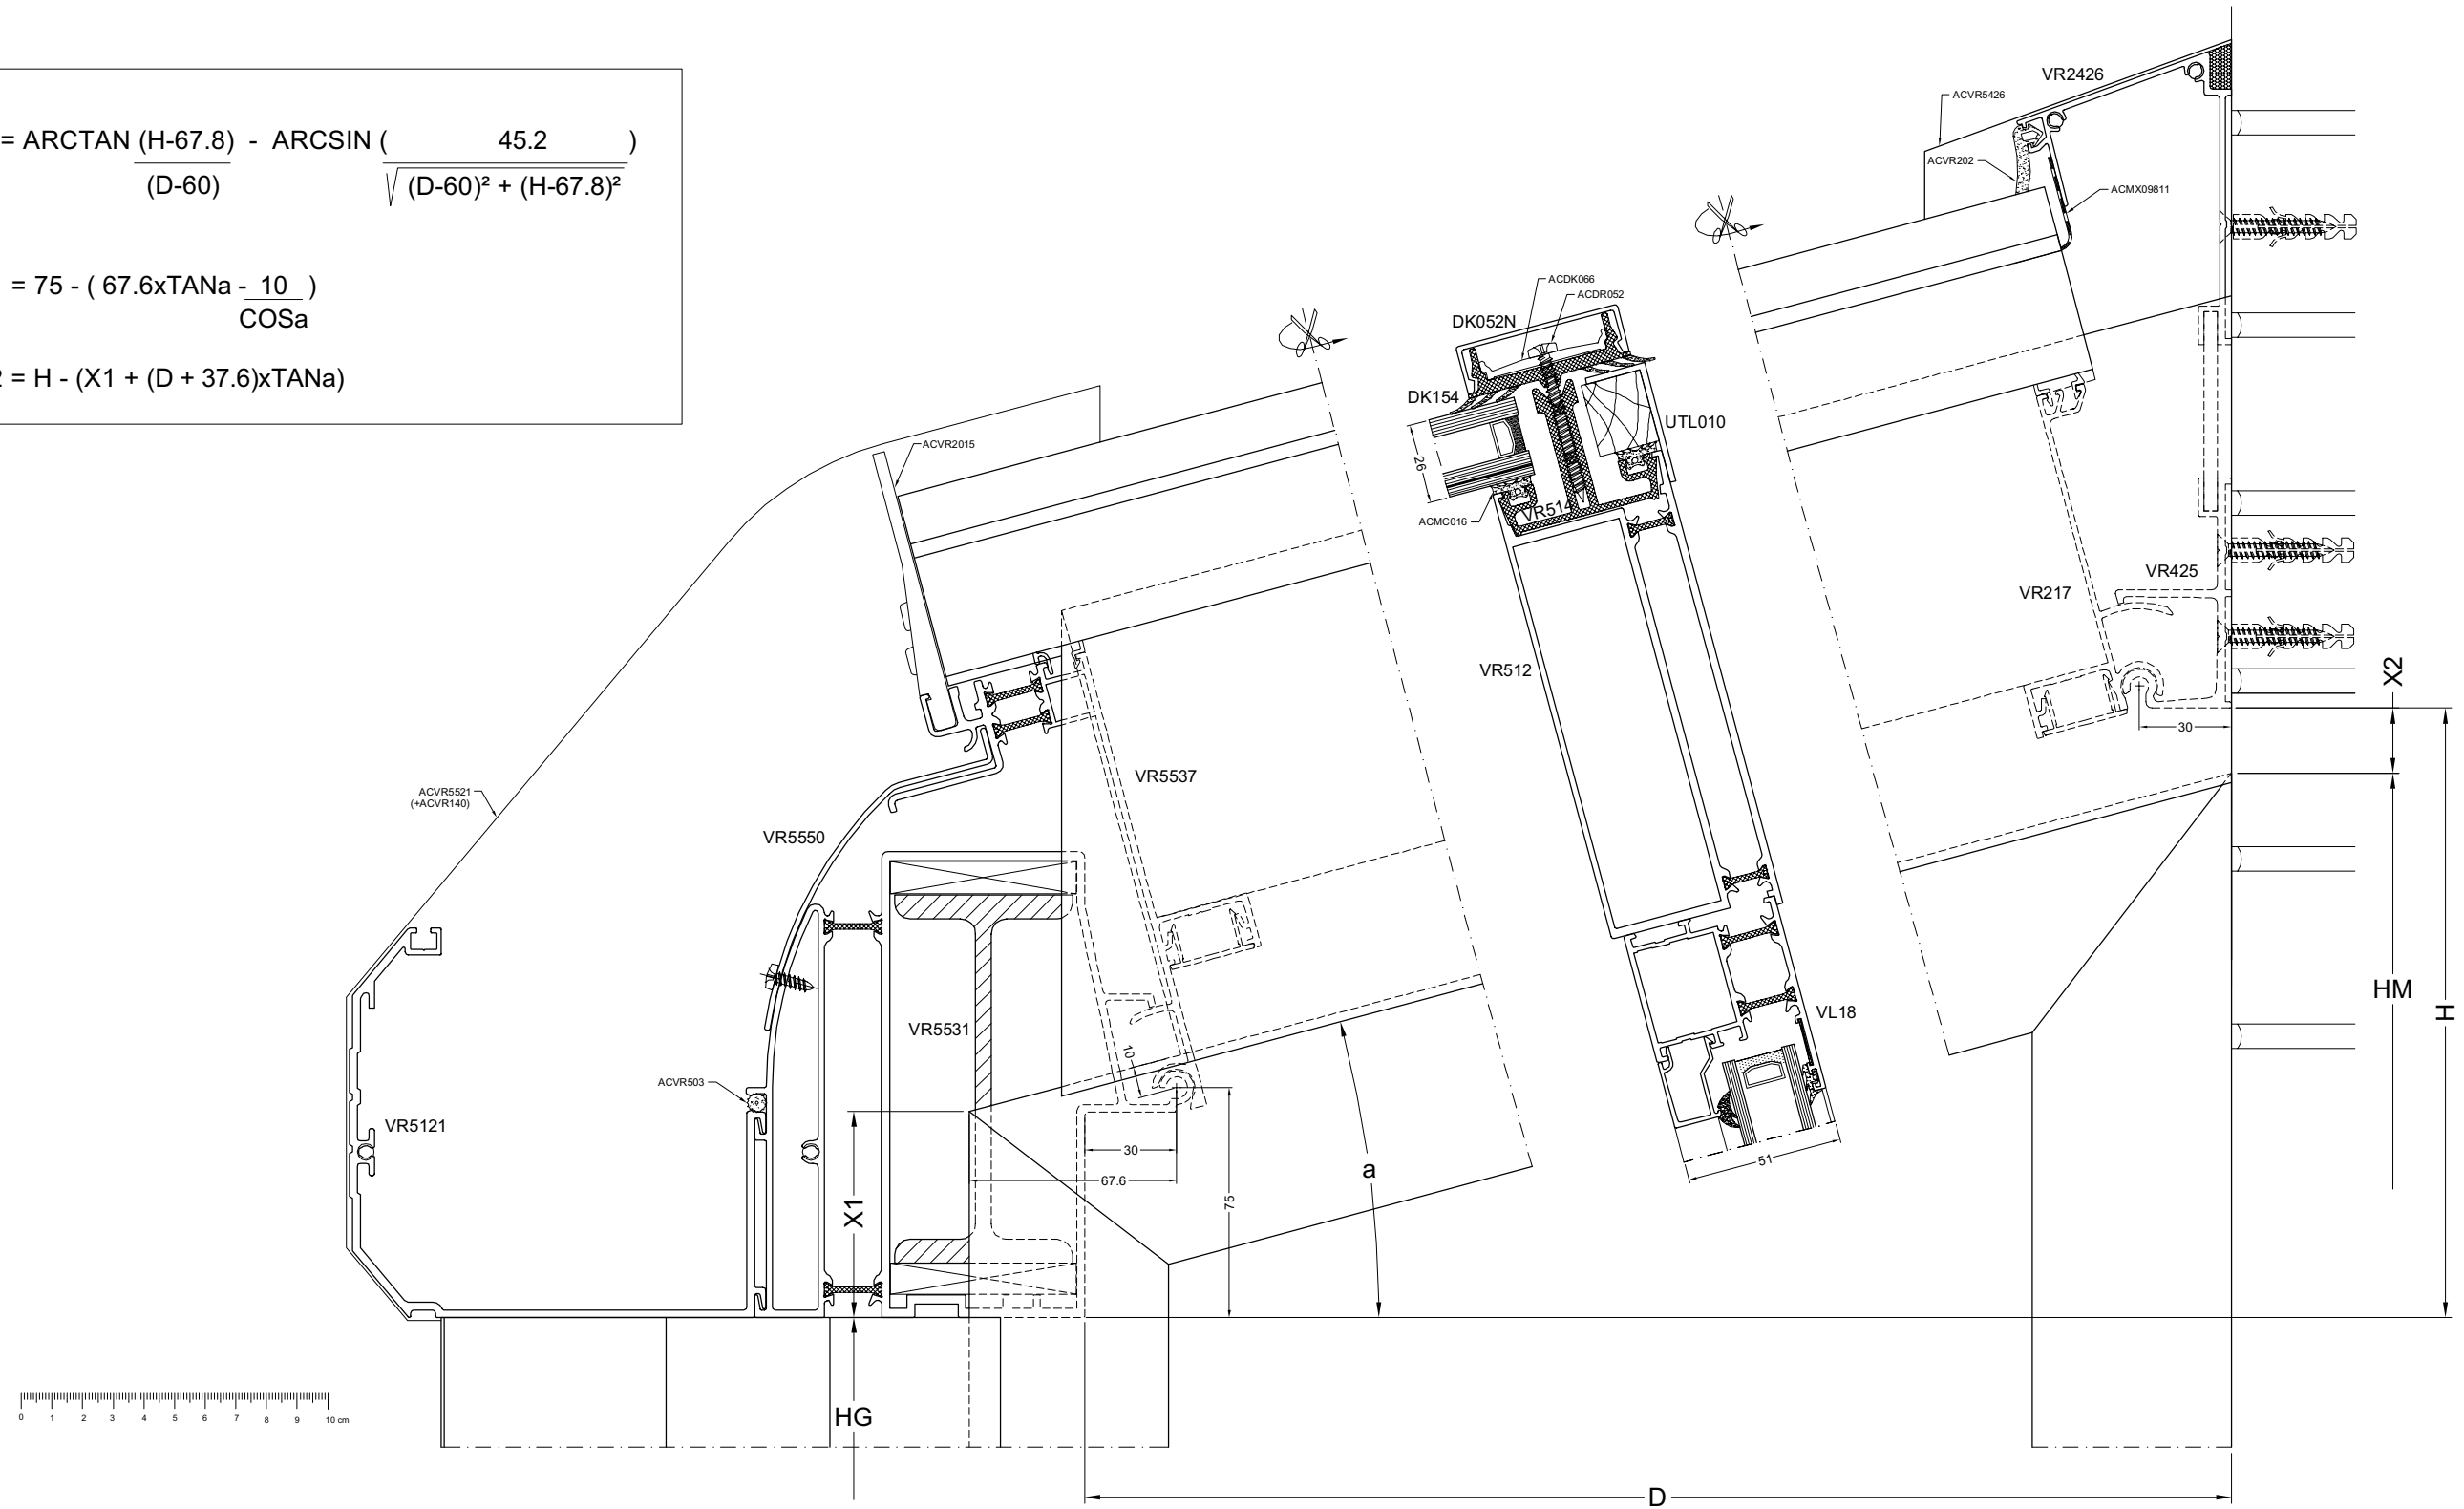 = ARCTAN (H-67.8) - ARCSIN ( 45.2 )
(D-60) √ (D-60)² + (H-67.8)²
= 75 - ( 67.6xTANa - 10 )
COSa
2 = H - (X1 + (D + 37.6)xTANa)
VR2426
ACVR5426
ACVR202
ACMX09811
ACDK066
ACDR052
DK052N
DK154
UTL010
26
ACMC016
VR514
ACVR2015
VR425
VR217
VR512
X2
30
VR5537
ACVR5521
(+ACVR140)
VR5550
HM
H
VL18
VR5531
10
ACVR503
VR5121
30
67.6
75
X1
a
51
HG
0 1 2 3 4 5 6 7 8 9 10 cm
D